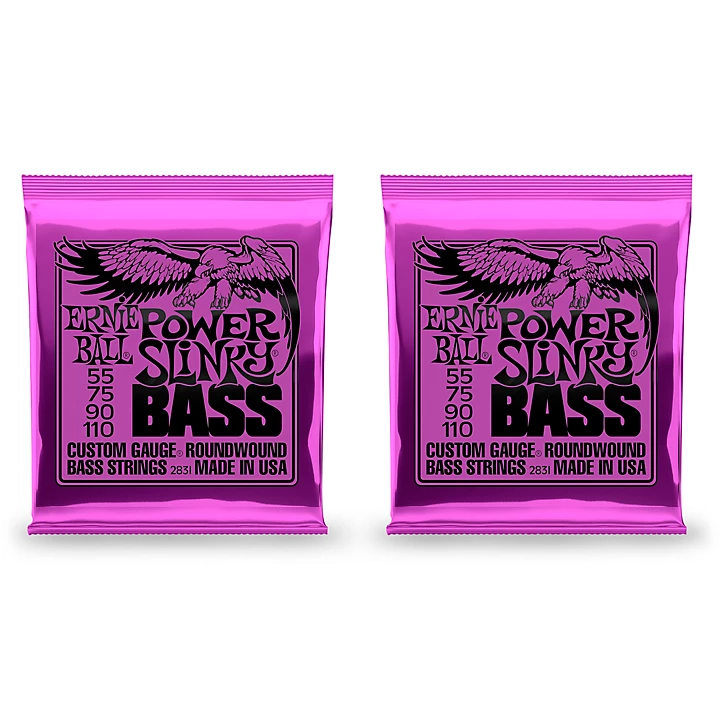 ERNIE BALL®
POWER SLINKY®
BASS
55
75
90
110
CUSTOM GAUGE® ROUNDWOUND
BASS STRINGS 2831 MADE IN USA
ERNIE BALL®
POWER SLINKY®
BASS
55
75
90
110
CUSTOM GAUGE® ROUNDWOUND
BASS STRINGS 2831 MADE IN USA